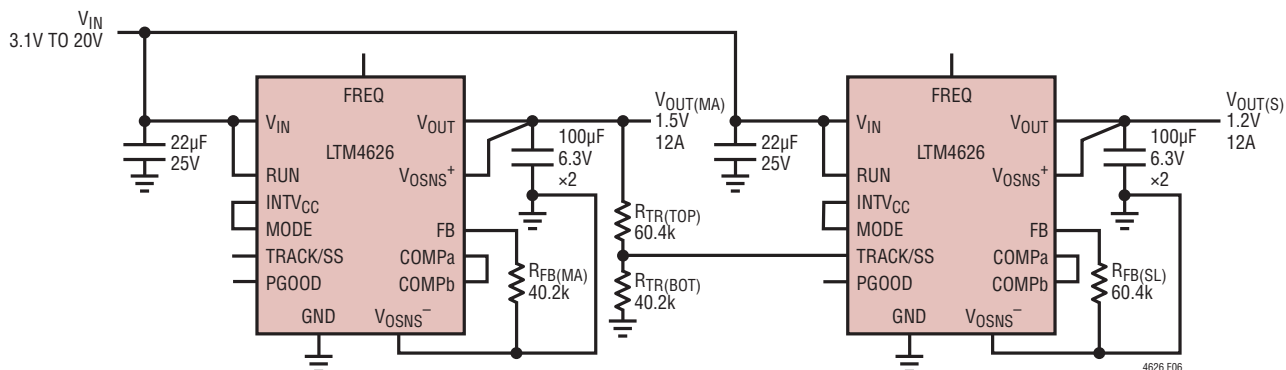 VIN
3.1V TO 20V
22µF
25V
FREQ
VIN
VOUT
LTM4626
VOSNS+
RUN
INTVCC
MODE
FB
TRACK/SS
COMPa
PGOOD
COMPb
GND
VOSNS−
RFB(MA)
40.2k
100µF
6.3V
×2
VOUT(MA)
1.5V
12A
RTR(TOP)
60.4k
RTR(BOT)
40.2k
22µF
25V
FREQ
VIN
VOUT
LTM4626
VOSNS+
RUN
INTVCC
MODE
FB
TRACK/SS
COMPa
PGOOD
COMPb
GND
VOSNS−
RFB(SL)
60.4k
100µF
6.3V
×2
VOUT(S)
1.2V
12A
4626 F06